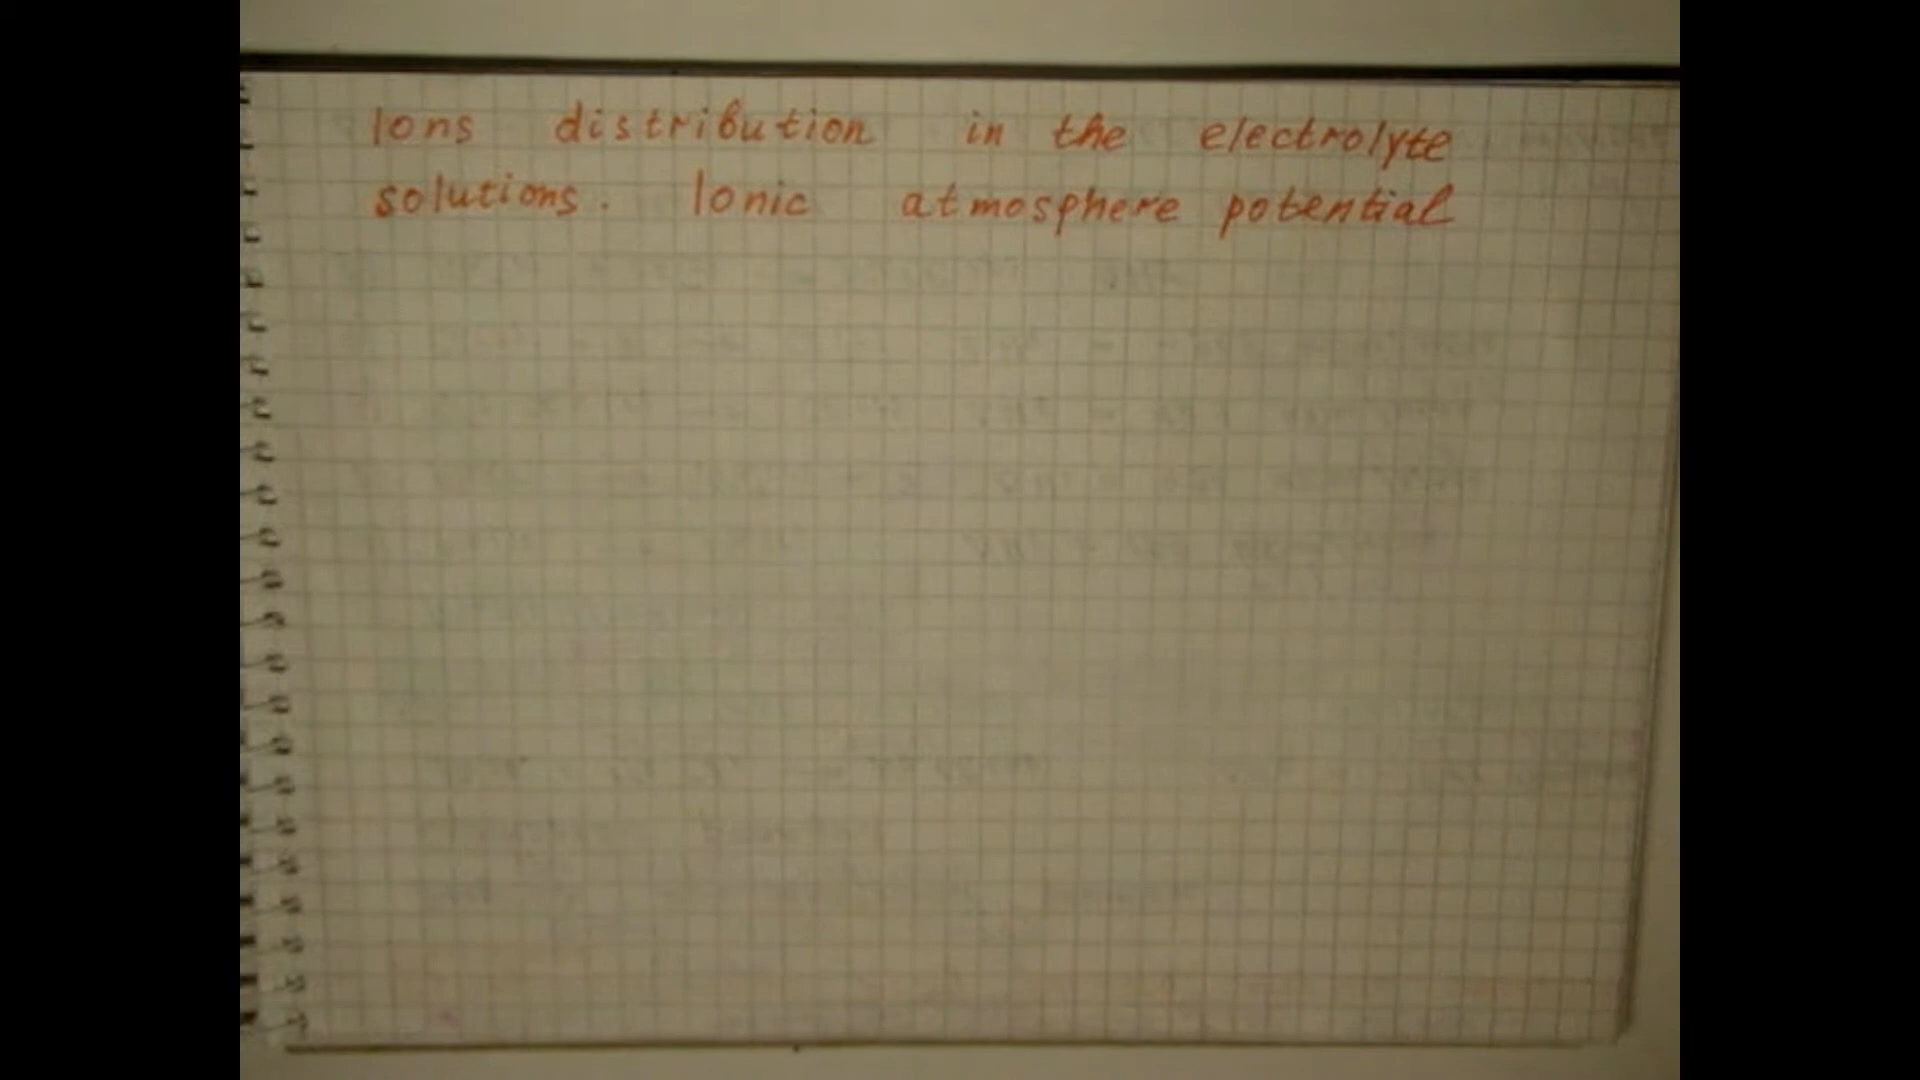 Ions distribution in the electrolyte
solutions. Ionic atmosphere potential